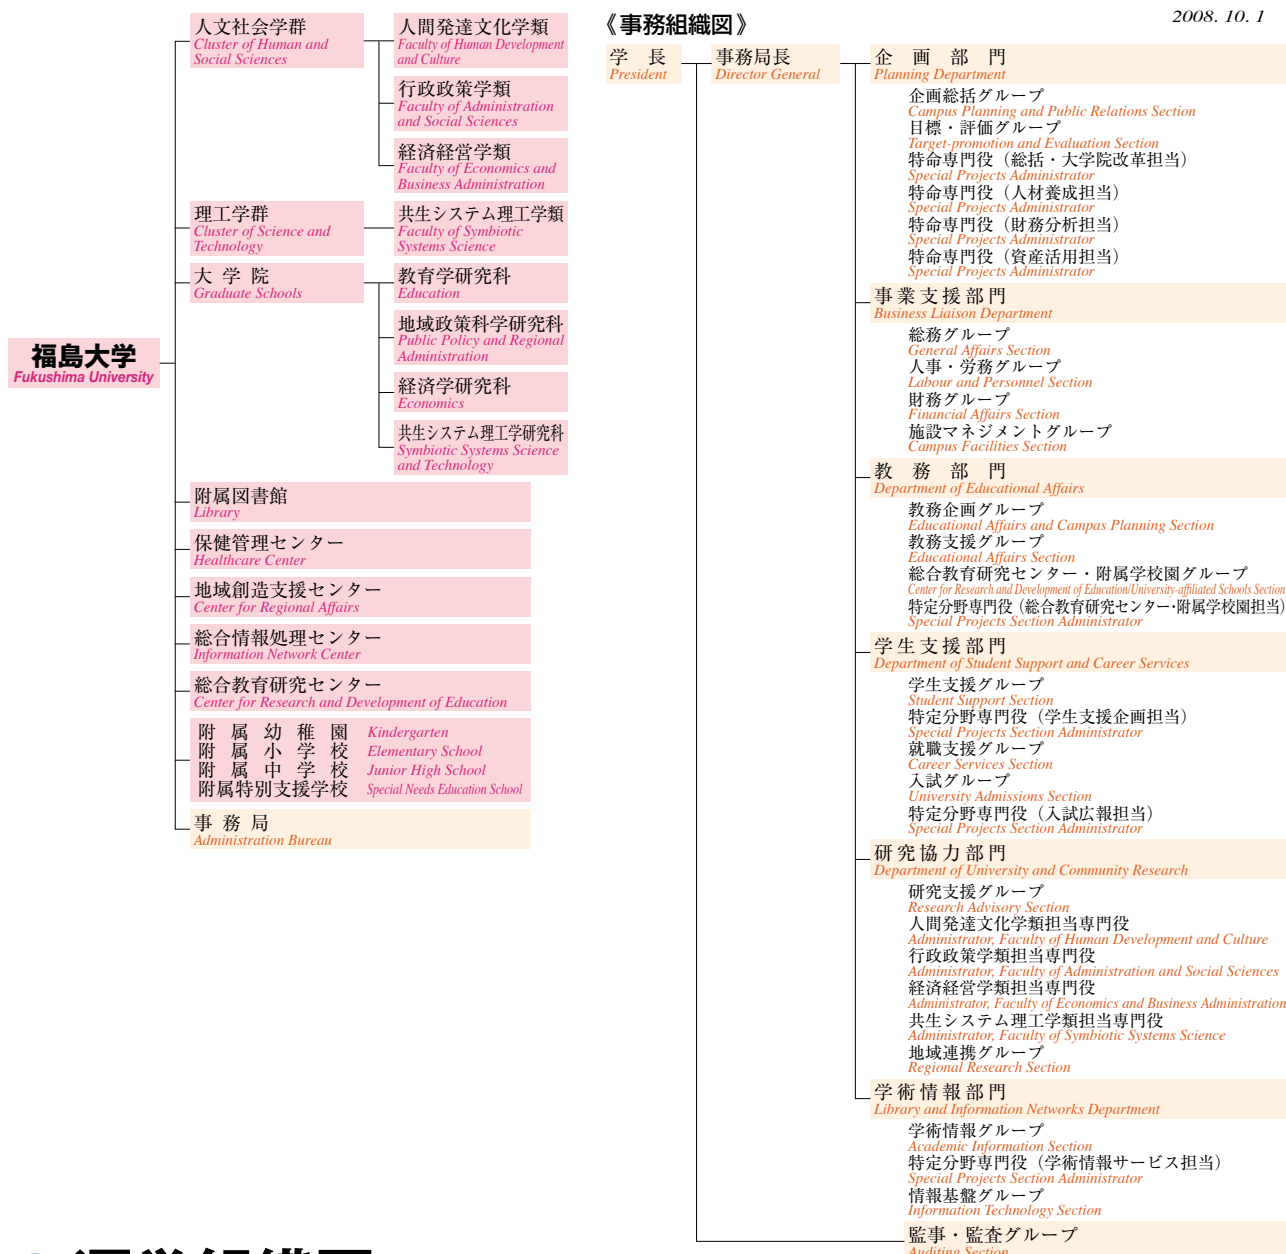 人文社会学群
Cluster of Human and
Social Sciences
人間発達文化学類
Faculty of Human Development
and Culture
行政政策学類
Faculty of Administration
and Social Sciences
経済経営学類
Faculty of Economics and
Business Administration
理工学群
Cluster of Science and
Technology
共生システム理工学類
Faculty of Symbiotic
Systems Science
大学院
Graduate Schools
教育学研究科
Education
地域政策科学研究科
Public Policy and Regional
Administration
経済学研究科
Economics
共生システム理工学研究科
Symbiotic Systems Science
and Technology
福島大学
Fukushima University
附属図書館
Library
保健管理センター
Healthcare Center
地域創造支援センター
Center for Regional Affairs
総合情報処理センター
Information Network Center
総合教育研究センター
Center for Research and Development of Education
附属幼稚園 Kindergarten
附属小学校 Elementary School
附属中学校 Junior High School
附属特別支援学校 Special Needs Education School
事務局
Administration Bureau
《事務組織図》
2008. 10. 1
学長
President
事務局長
Director General
企画部門
Planning Department
企画総括グループ
Campus Planning and Public Relations Section
目標・評価グループ
Target-promotion and Evaluation Section
特命専門役（総括・大学院改革担当）
Special Projects Administrator
特命専門役（人材養成担当）
Special Projects Administrator
特命専門役（財務分析担当）
Special Projects Administrator
特命専門役（資産活用担当）
Special Projects Administrator
事業支援部門
Business Liaison Department
総務グループ
General Affairs Section
人事・労務グループ
Labour and Personnel Section
財務グループ
Financial Affairs Section
施設マネジメントグループ
Campus Facilities Section
教務部門
Department of Educational Affairs
教務企画グループ
Educational Affairs and Campas Planning Section
教務支援グループ
Educational Affairs Section
総合教育研究センター・附属学校園グループ
Center for Research and Development of Education/University-affiliated Schools Section
特定分野専門役（総合教育研究センター・附属学校園担当）
Special Projects Section Administrator
学生支援部門
Department of Student Support and Career Services
学生支援グループ
Student Support Section
特定分野専門役（学生支援企画担当）
Special Projects Section Administrator
就職支援グループ
Career Services Section
入試グループ
University Admissions Section
特定分野専門役（入試広報担当）
Special Projects Section Administrator
研究協力部門
Department of University and Community Research
研究支援グループ
Research Advisory Section
人間発達文化学類担当専門役
Administrator, Faculty of Human Development and Culture
行政政策学類担当専門役
Administrator, Faculty of Administration and Social Sciences
経済経営学類担当専門役
Administrator, Faculty of Economics and Business Administration
共生システム理工学類担当専門役
Administrator, Faculty of Symbiotic Systems Science
地域連携グループ
Regional Research Section
学術情報部門
Library and Information Networks Department
学術情報グループ
Academic Information Section
特定分野専門役（学術情報サービス担当）
Special Projects Section Administrator
情報基盤グループ
Information Technology Section
監事・監査グループ
Auditing Section